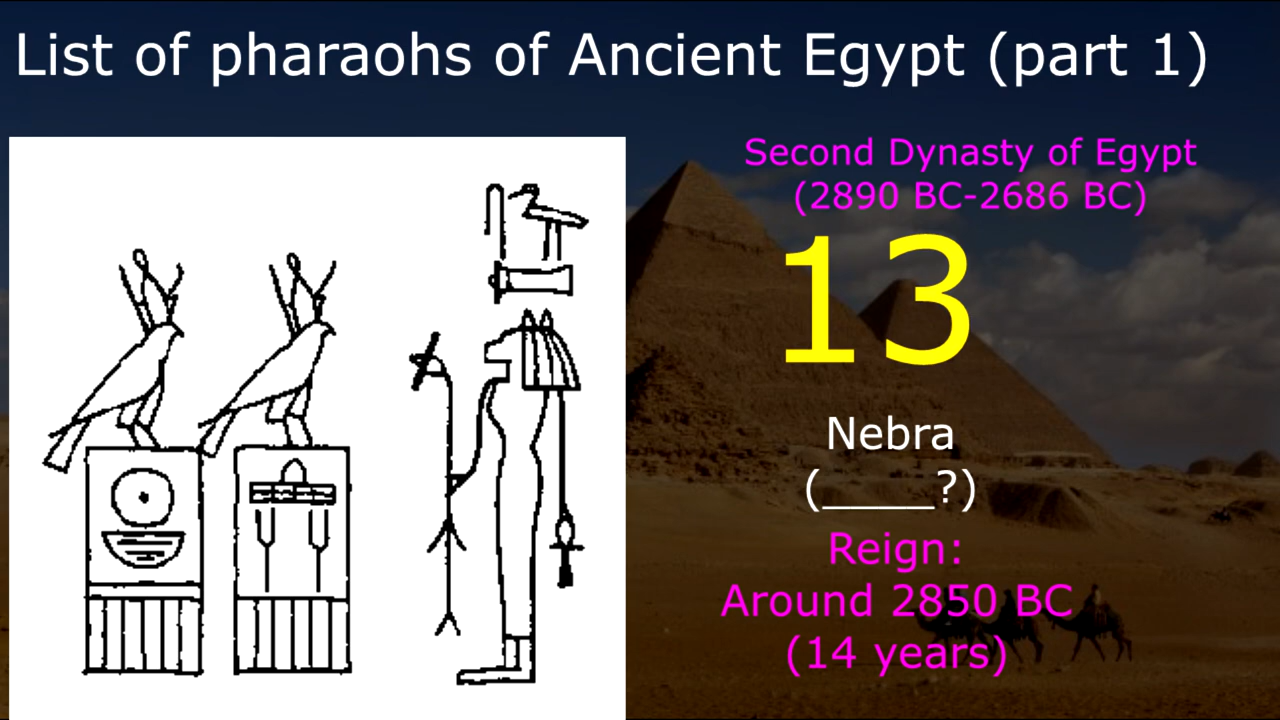 List of pharaohs of Ancient Egypt (part 1)
Second Dynasty of Egypt
(2890 BC-2686 BC)
13
Nebra
(_____?)
Reign:
Around 2850 BC
(14 years)